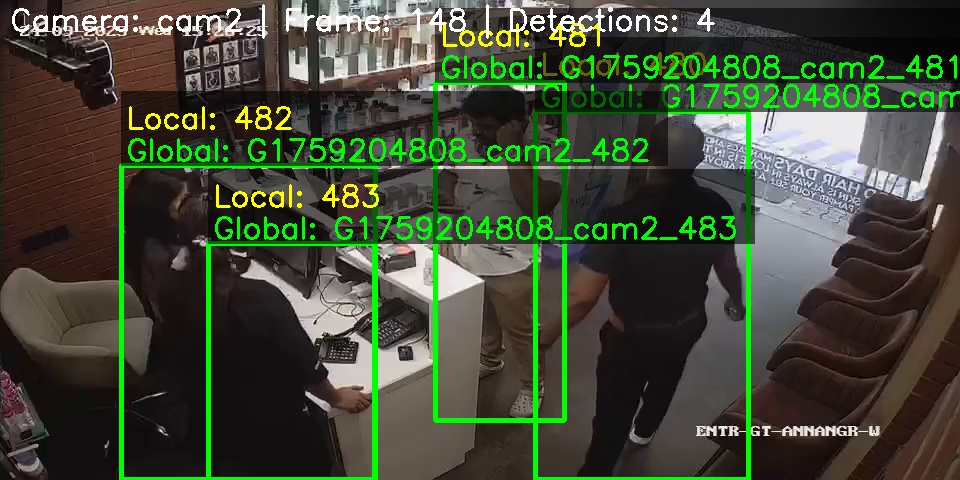 Camera: cam2 | Frame: 148 | Detections: 4
Local: 481
Global: G1759204808_cam2_481
Global: G1759204808_cam
Local: 482
Global: G1759204808_cam2_482
Local: 483
Global: G1759204808_cam2_483
ENTR-GT-ANNANGR-W